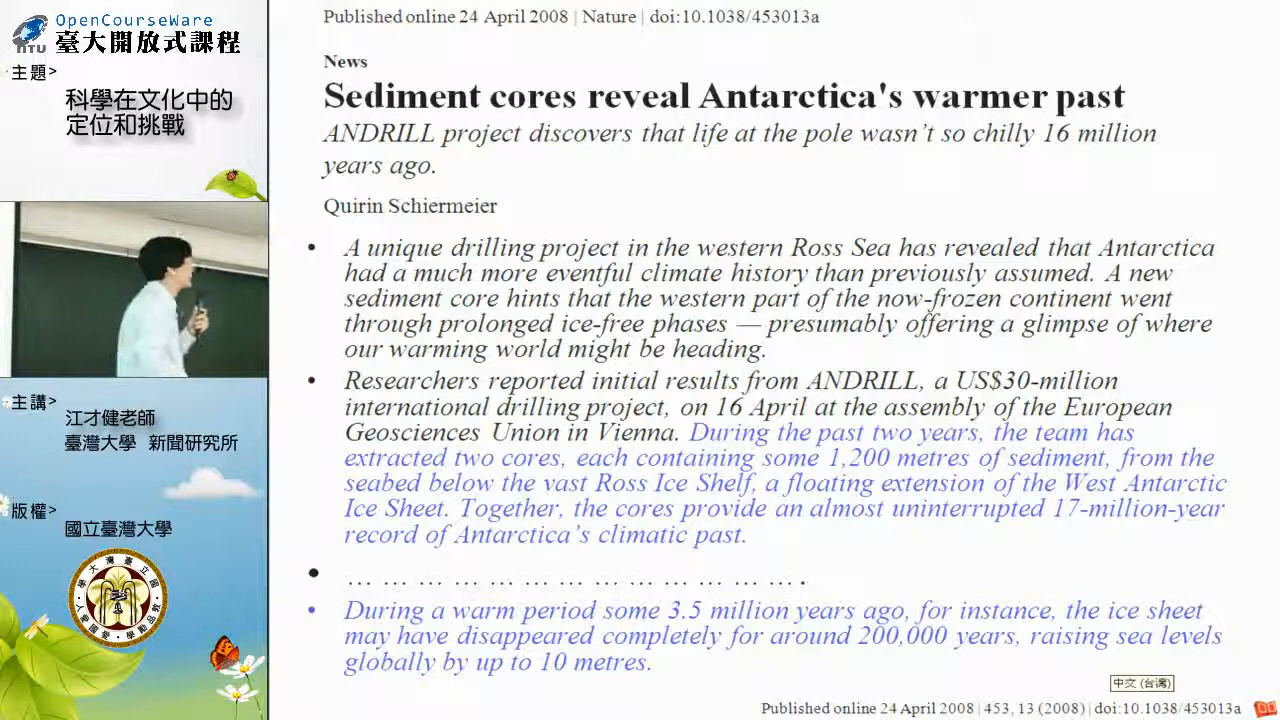 OpenCourseWare
NTU
臺大開放式課程
主題>
科學在文化中的
定位和挑戰
主講>
江才健老師
臺灣大學 新聞研究所
版權>
國立臺灣大學
Published online 24 April 2008 | Nature | doi:10.1038/453013a
News
Sediment cores reveal Antarctica's warmer past
ANDRILL project discovers that life at the pole wasn't so chilly 16 million
years ago.
Quirin Schiermeier
• A unique drilling project in the western Ross Sea has revealed that Antarctica
had a much more eventful climate history than previously assumed. A new
sediment core hints that the western part of the now-frozen continent went
through prolonged ice-free phases — presumably offering a glimpse of where
our warming world might be heading.
• Researchers reported initial results from ANDRILL, a US$30-million
international drilling project, on 16 April at the assembly of the European
Geosciences Union in Vienna. During the past two years, the team has
extracted two cores, each containing some 1,200 metres of sediment, from the
seabed below the vast Ross Ice Shelf, a floating extension of the West Antarctic
Ice Sheet. Together, the cores provide an almost uninterrupted 17-million-year
record of Antarctica's climatic past.
• … … … … … … … … … … … … .
• During a warm period some 3.5 million years ago, for instance, the ice sheet
may have disappeared completely for around 200,000 years, raising sea levels
globally by up to 10 metres.
中文 (台灣)
Published online 24 April 2008 | 453, 13 (2008) | doi:10.1038/453013a